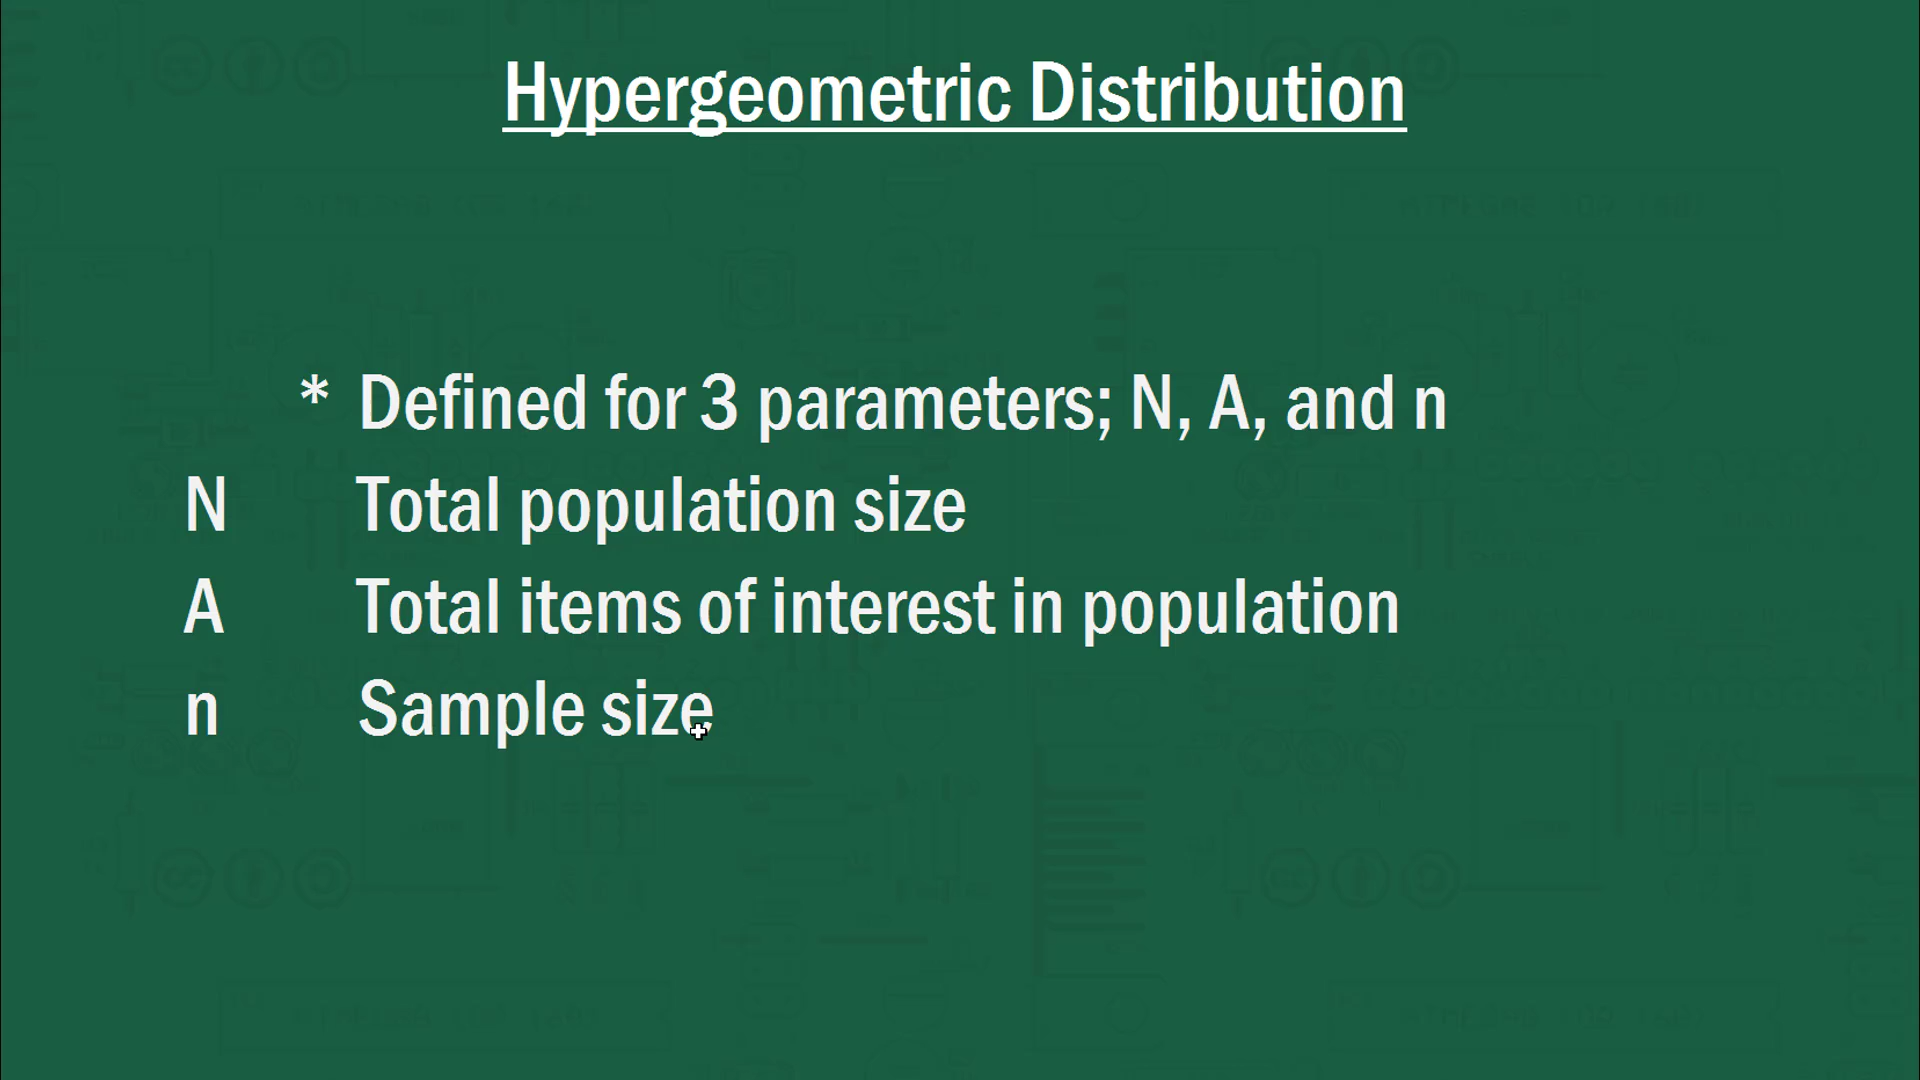 Hypergeometric Distribution
* Defined for 3 parameters; N, A, and n
N Total population size
A Total items of interest in population
n Sample size